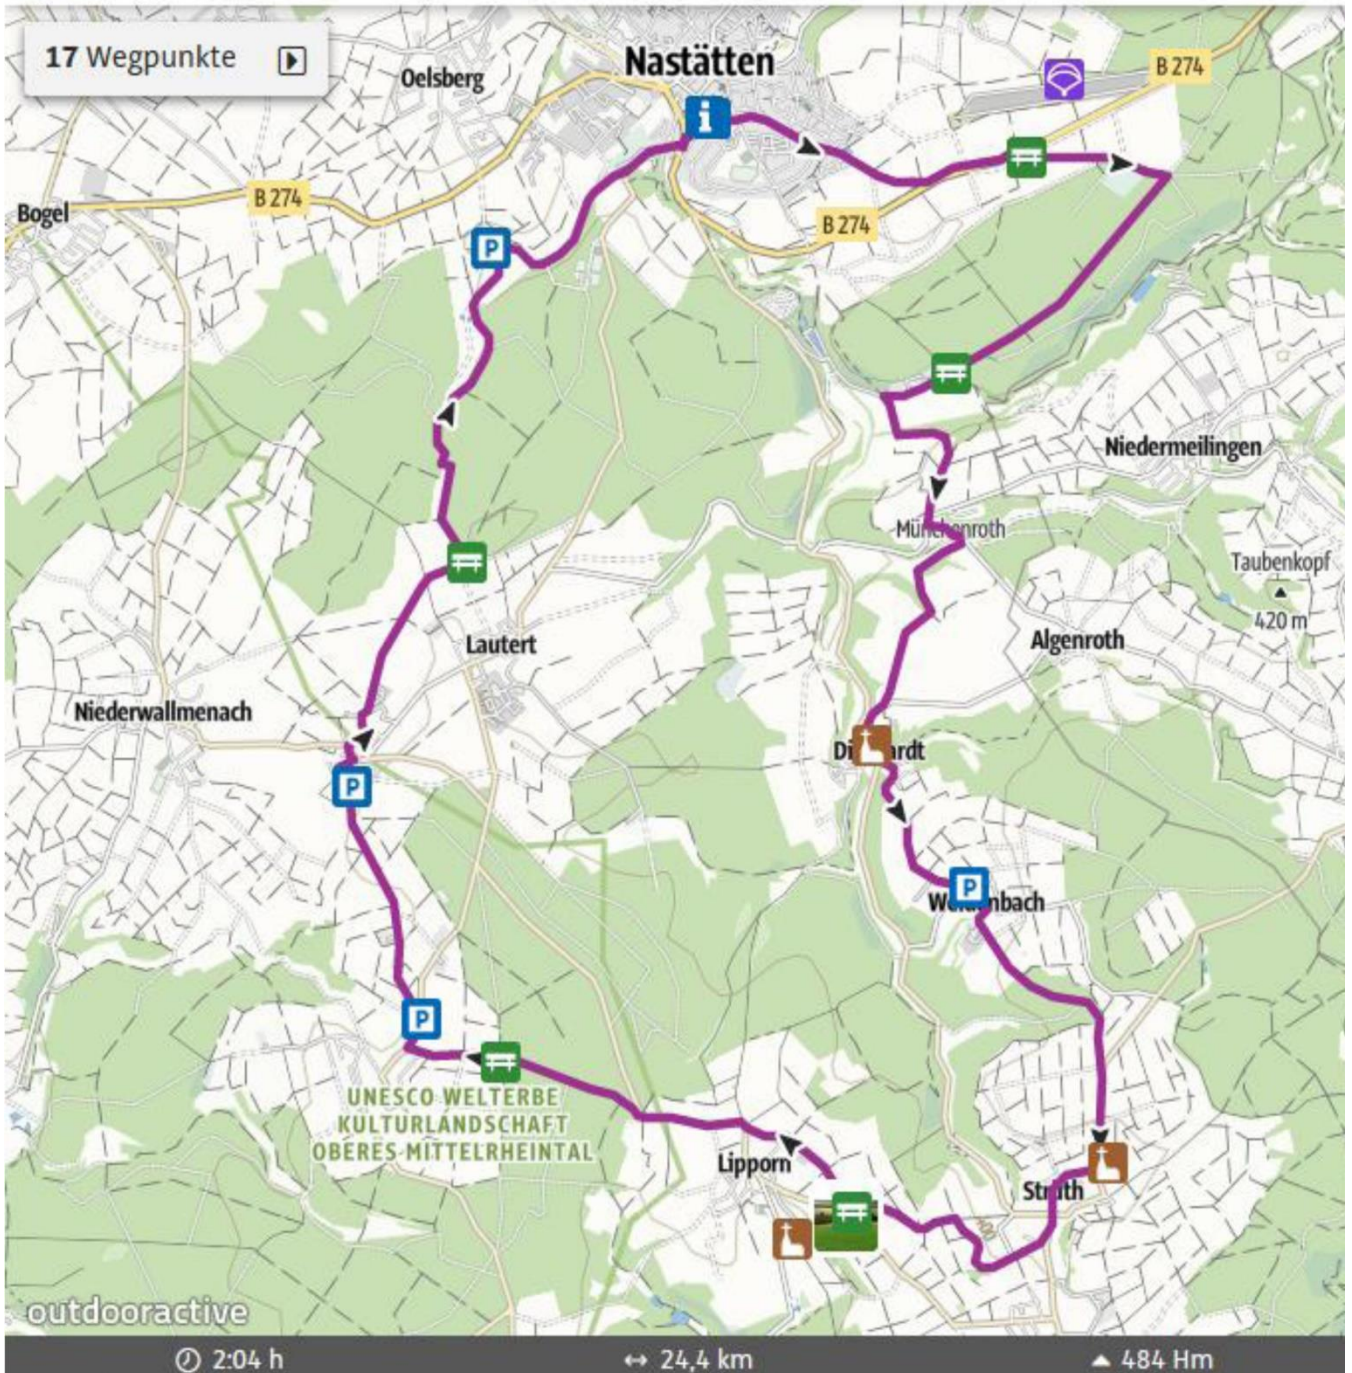 17 Wegpunkte
Oelsberg
Nastätten
B 274
B 274
Bogel
B 274
P
Niedermeilingen
Münchenroth
Taubenkopf
420 m
Algenroth
Lautert
Niederwallmenach
P
P
P
UNESCO WELTERBE
KULTURLANDSCHAFT
OBERES MITTELRHEINTAL
Lipporn
outdooractive
2:04 h
24,4 km
484 Hm